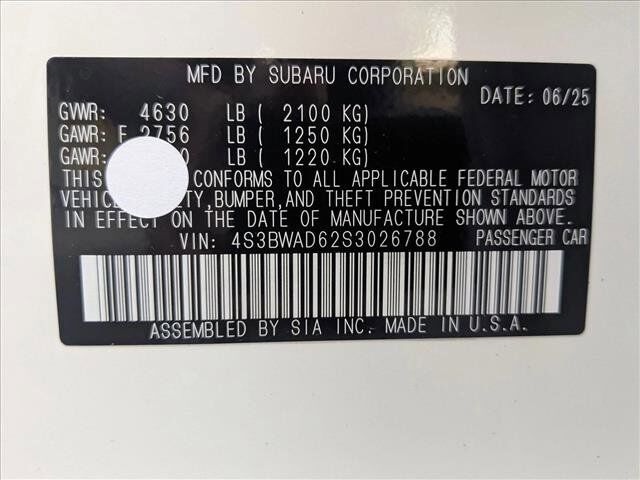 MFD BY SUBARU CORPORATION
DATE: 06/25
GVWR: 4630 LB ( 2100 KG)
GAWR: F 2756 LB ( 1250 KG)
GAWR: LB ( 1220 KG)
THIS CONFORMS TO ALL APPLICABLE FEDERAL MOTOR
BUMPER,AND THEFT PREVENTION STANDARDS
IN EFFECT ON THE DATE OF MANUFACTURE SHOWN ABOVE.
VIN: 4S3BWAD62S3026788 PASSENGER CAR
ASSEMBLED BY SIA INC. MADE IN U.S.A.